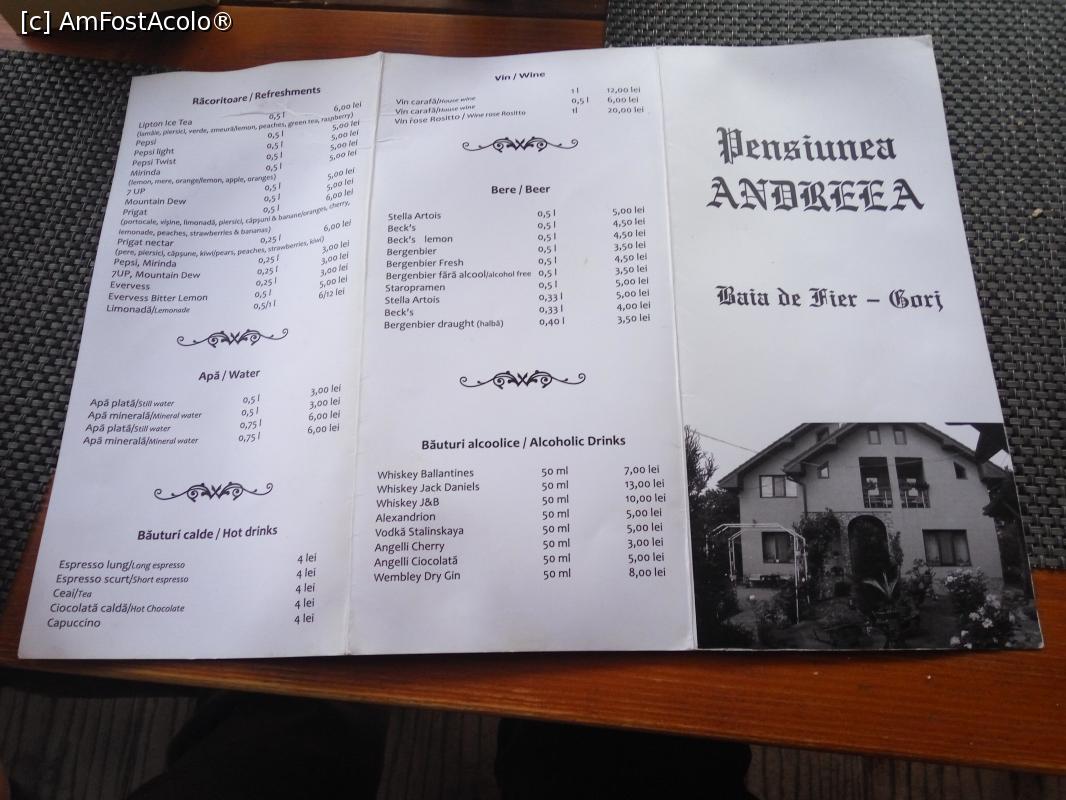 [c] AmFostAcolo®
Răcoritoare / Refreshments
Lipton Ice Tea 0,5 l 6,00 lei
(lamâie, piersici, verde, zmeură/lemon, peaches, green tea, raspberry)
Pepsi 0,5 l 5,00 lei
Pepsi light 0,5 l 5,00 lei
Pepsi Twist 0,5 l 5,00 lei
Mirinda 0,5 l 5,00 lei
(lemon, mere, orange/lemon, apple, oranges)
7 UP 0,5 l 5,00 lei
Mountain Dew 0,5 l 5,00 lei
Prigat 0,5 l 6,00 lei
(portocale, vișine, limonadă, piersici, căpșuni & banane/oranges, cherry,
lemonade, peaches, strawberries & bananas)
Prigat nectar 0,25 l 6,00 lei
(pere, piersici, căpșune, kiwi/pears, peaches, strawberries, kiwi)
Pepsi, Mirinda 0,25 l 3,00 lei
7UP, Mountain Dew 0,25 l 3,00 lei
Evervess 0,25 l 3,00 lei
Evervess Bitter Lemon 0,5 l 5,00 lei
Limonadă/Lemonade 0,5/1 l 6/12 lei
Apă / Water
Apă plată/Still water 0,5 l 3,00 lei
Apă minerală/Mineral water 0,5 l 3,00 lei
Apă plată/Still water 0,75 l 6,00 lei
Apă minerală/Mineral water 0,75 l 6,00 lei
Băuturi calde / Hot drinks
Espresso lung/Long espresso 4 lei
Espresso scurt/Short espresso 4 lei
Ceai/Tea 4 lei
Ciocolată caldă/Hot Chocolate 4 lei
Capuccino 4 lei
Vin / Wine
Vin carafă/House wine 1 l 12,00 lei
Vin carafă/House wine 0,5 l 6,00 lei
Vin rose Rositto / Wine rose Rositto 1l 20,00 lei
Bere / Beer
Stella Artois 0,5 l 5,00 lei
Beck's 0,5 l 4,50 lei
Beck's lemon 0,5 l 4,50 lei
Bergenbier 0,5 l 3,50 lei
Bergenbier Fresh 0,5 l 4,50 lei
Bergenbier fără alcool/alcohol free 0,5 l 3,50 lei
Staropramen 0,5 l 5,00 lei
Stella Artois 0,33 l 5,00 lei
Beck's 0,33 l 4,00 lei
Bergenbier draught (halbă) 0,40 l 3,50 lei
Băuturi alcoolice / Alcoholic Drinks
Whiskey Ballantines 50 ml 7,00 lei
Whiskey Jack Daniels 50 ml 13,00 lei
Whiskey J&B 50 ml 10,00 lei
Alexandrion 50 ml 5,00 lei
Vodkă Stalinskaya 50 ml 5,00 lei
Angelli Cherry 50 ml 3,00 lei
Angelli Ciocolată 50 ml 5,00 lei
Wembley Dry Gin 50 ml 8,00 lei
Pensiunea
ANDREEA
Baia de Fier – Gorj